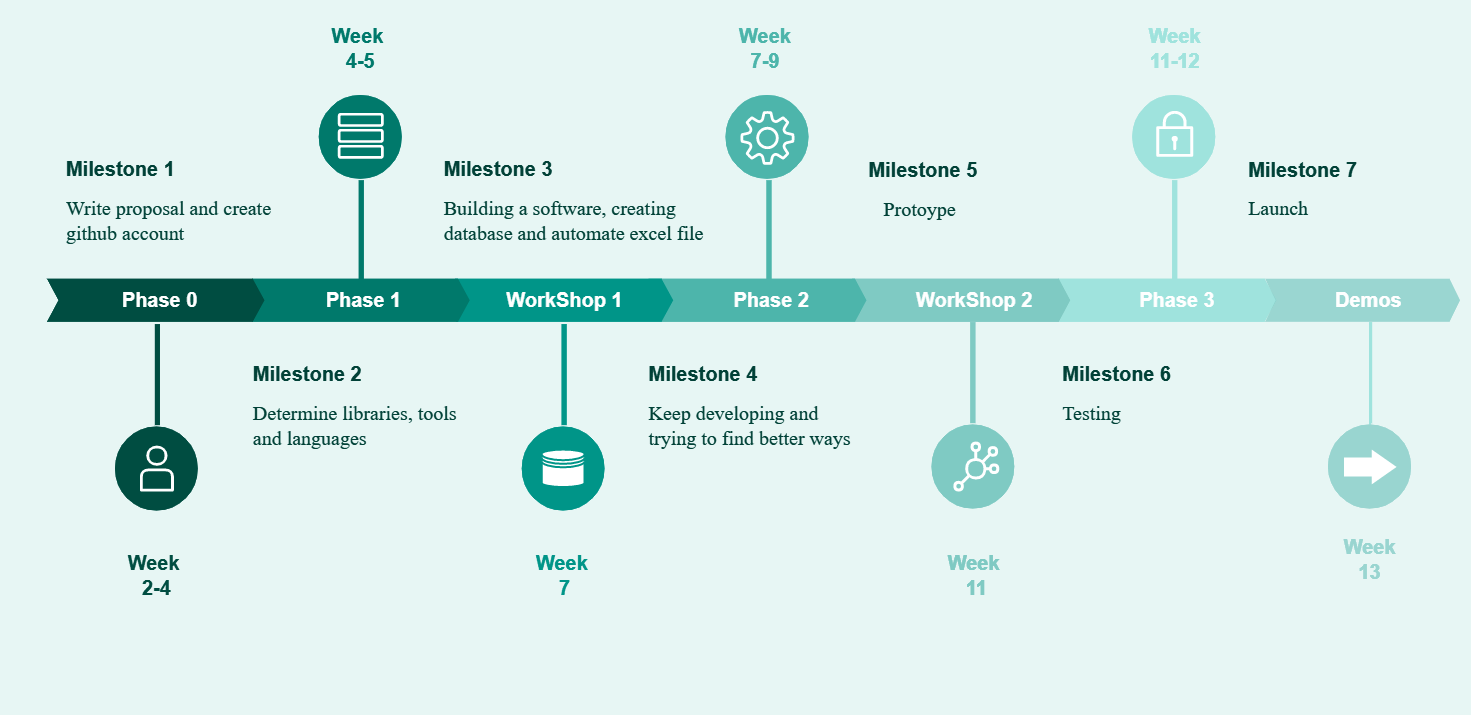 Week
4-5
Week
7-9
Week
11-12
Milestone 1
Write proposal and create
github account
Milestone 3
Building a software, creating
database and automate excel file
Milestone 5
Protoype
Milestone 7
Launch
Phase 0
Phase 1
WorkShop 1
Phase 2
WorkShop 2
Phase 3
Demos
Milestone 2
Determine libraries, tools
and languages
Milestone 4
Keep developing and
trying to find better ways
Milestone 6
Testing
Week
2-4
Week
7
Week
11
Week
13